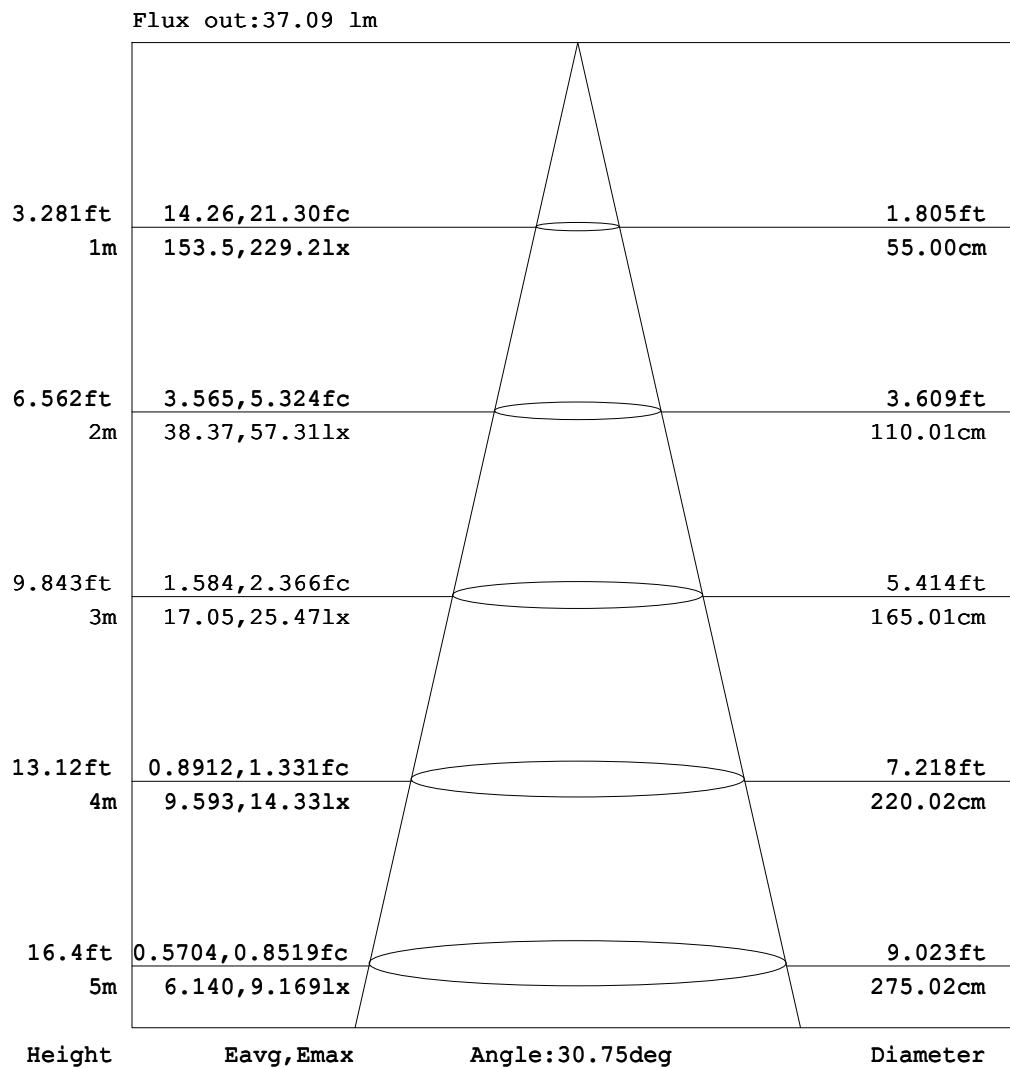 Flux out:37.09 lm
3.281ft 14.26,21.30fc 1.805ft
1m 153.5,229.2lx 55.00cm
6.562ft 3.565,5.324fc 3.609ft
2m 38.37,57.31lx 110.01cm
9.843ft 1.584,2.366fc 5.414ft
3m 17.05,25.47lx 165.01cm
13.12ft 0.8912,1.331fc 7.218ft
4m 9.593,14.33lx 220.02cm
16.4ft 0.5704,0.8519fc 9.023ft
5m 6.140,9.169lx 275.02cm
Height Eavg,Emax Angle:30.75deg Diameter